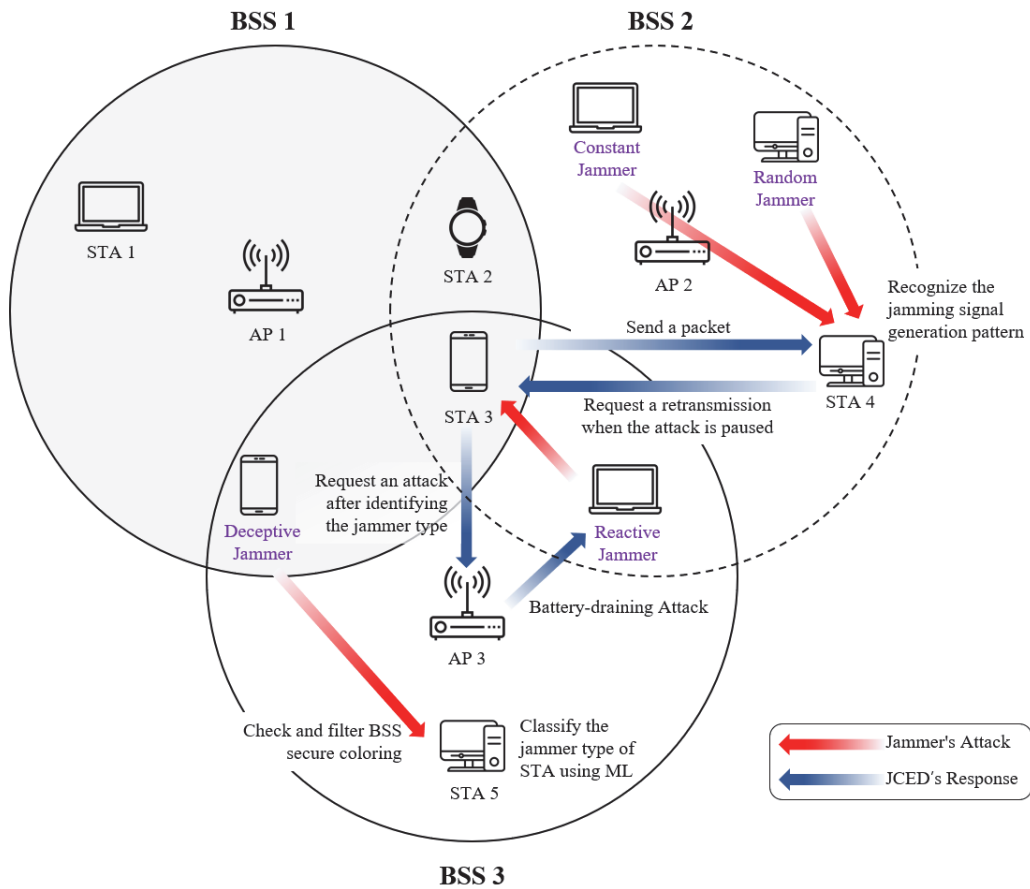 BSS 1
BSS 2
Constant
Jammer
Random
Jammer
STA 1
STA 2
AP 1
AP 2
Recognize the
jamming signal
generation pattern
Send a packet
STA 3
STA 4
Request a retransmission
when the attack is paused
Request an attack
after identifying
the jammer type
Deceptive
Jammer
Reactive
Jammer
Battery-draining Attack
AP 3
Check and filter BSS
secure coloring
Classify the
jammer type of
STA using ML
STA 5
Jammer's Attack
JCED's Response
BSS 3